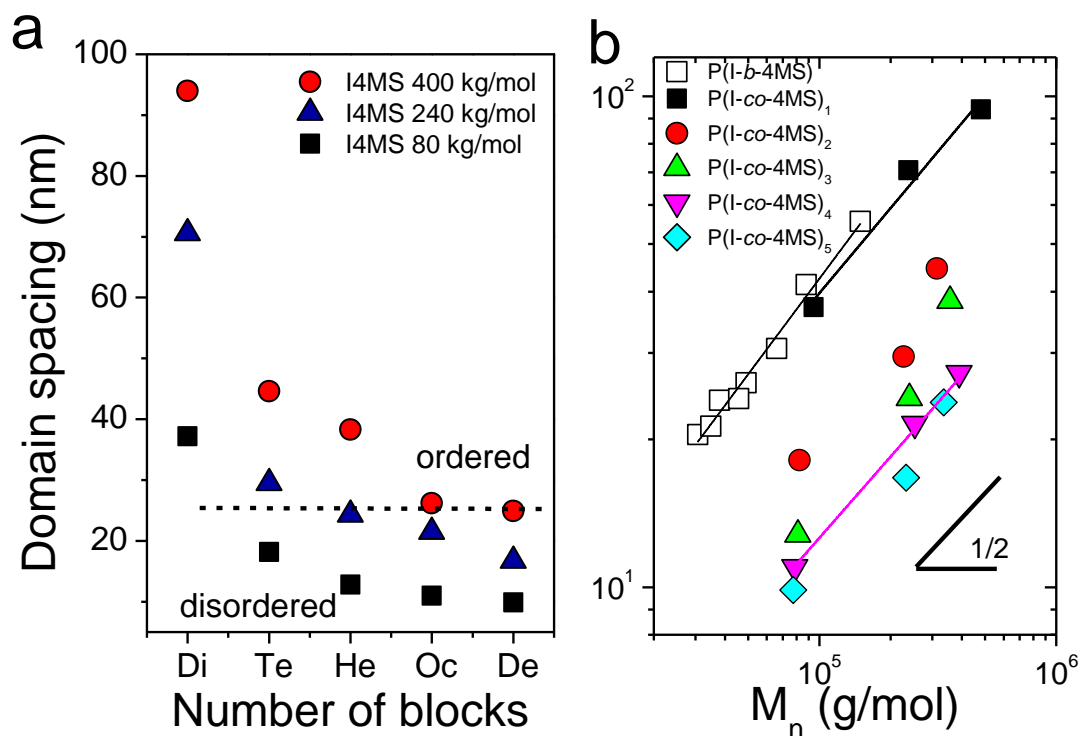 a
100
80
60
40
20
Domain spacing (nm)
I4MS 400 kg/mol
I4MS 240 kg/mol
I4MS 80 kg/mol
ordered
disordered
Di Te He Oc De
Number of blocks
b
10²
10¹
P(I-b-4MS)
P(I-co-4MS)₁
P(I-co-4MS)₂
P(I-co-4MS)₃
P(I-co-4MS)₄
P(I-co-4MS)₅
1/2
10⁵ 10⁶
Mₙ (g/mol)